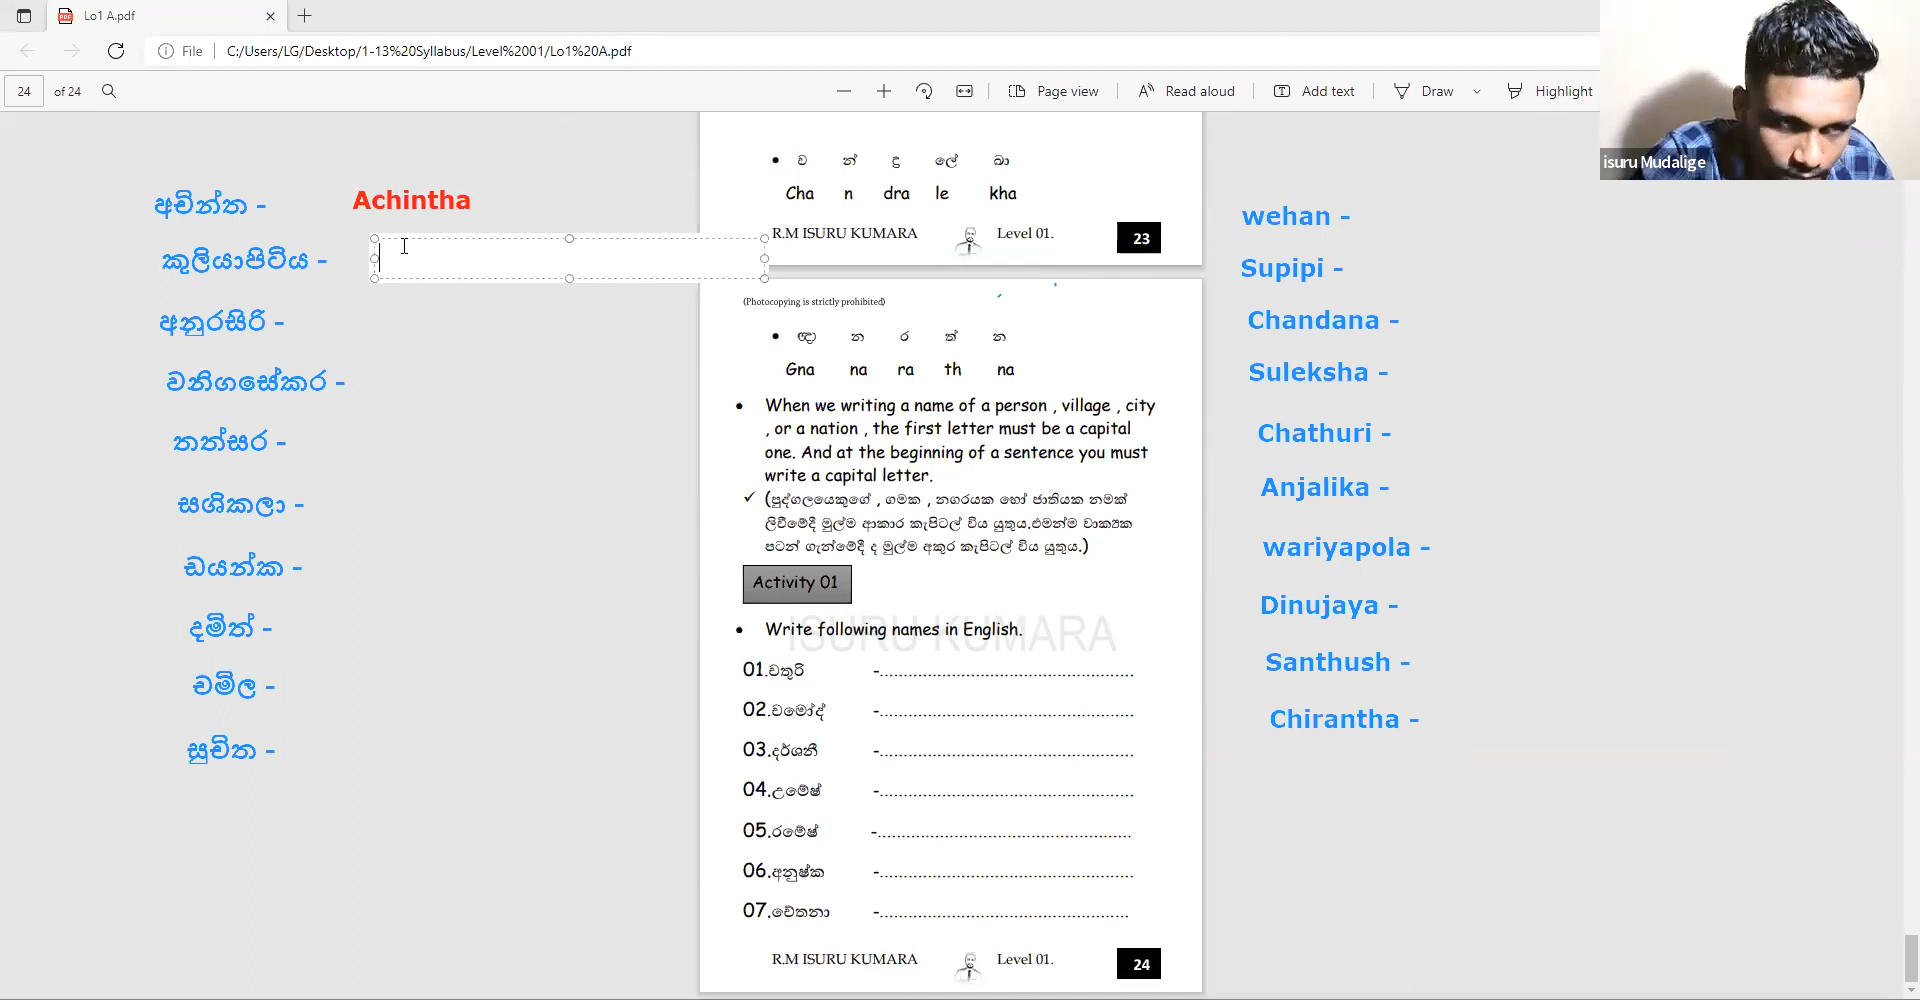 Lo1 A.pdf
File C:/Users/LG/Desktop/1-13%20Syllabus/Level%2001/Lo1%20A.pdf
24 of 24 Page view Read aloud Add text Draw Highlight
isuru Mudalige
අචින්ත - Achintha
කුලියාපිටිය -
අනුරසිරි -
වනිගසේකර -
තත්සර -
සශිකලා -
ඩයන්ක -
දමිත් -
චමිල -
සුචිත -
ච න් ද්‍ර ලේ ඛා
Cha n dra le kha
R.M ISURU KUMARA Level 01. 23
(Photocopying is strictly prohibited)
ඥා න ර ත් න
Gna na ra th na
• When we writing a name of a person , village , city
, or a nation , the first letter must be a capital
one. And at the beginning of a sentence you must
write a capital letter.
✓ (පුද්ගලයෙකුගේ , ගමක , නගරයක හෝ ජාතියක නමක්
ලිවීමේදී මුල්ම ආකාර කැපිටල් විය යුතුය.එමන්ම වාක්‍යක
පටන් ගැන්මේදී ද මුල්ම අකුර කැපිටල් විය යුතුය.)
Activity 01
ISURU KUMARA
• Write following names in English.
01.චතුරි -..................................................
02.චමෝද් -..................................................
03.දර්ශනී -..................................................
04.උමේෂ් -..................................................
05.රමේෂ් -..................................................
06.අනුෂ්ක -..................................................
07.චේතනා -..................................................
R.M ISURU KUMARA Level 01. 24
wehan -
Supipi -
Chandana -
Suleksha -
Chathuri -
Anjalika -
wariyapola -
Dinujaya -
Santhush -
Chirantha -